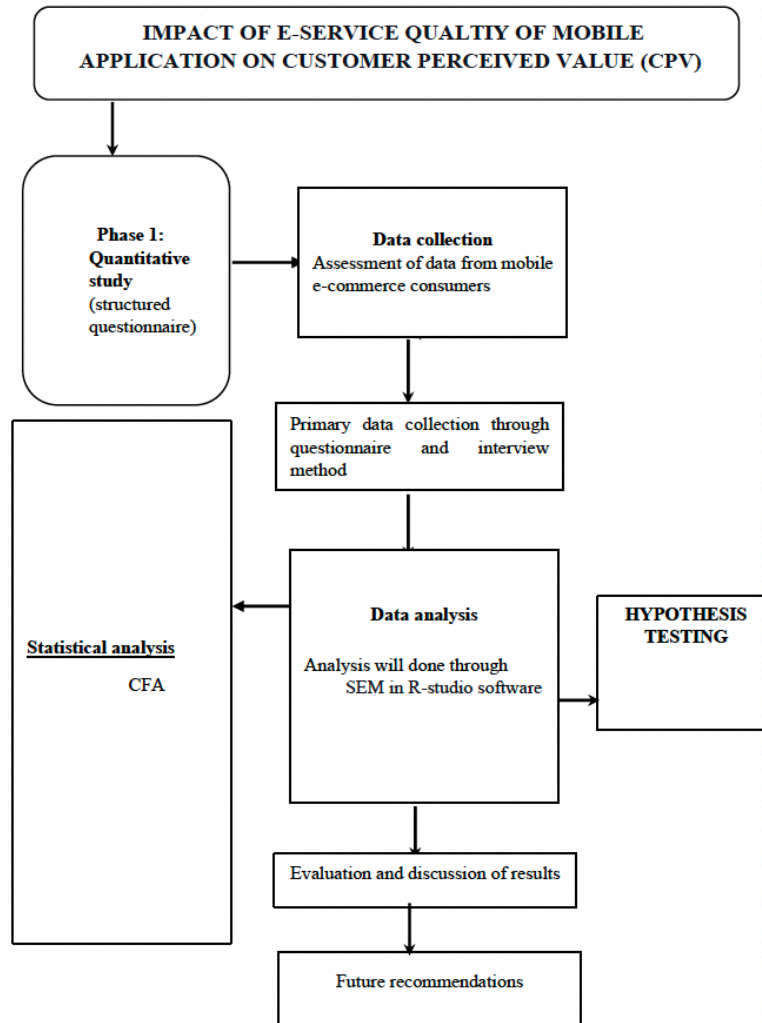 IMPACT OF E-SERVICE QUALTIY OF MOBILE
APPLICATION ON CUSTOMER PERCEIVED VALUE (CPV)
Phase 1:
Quantitative
study
(structured
questionnaire)
Data collection
Assessment of data from mobile
e-commerce consumers
Primary data collection through
questionnaire and interview
method
Data analysis
Analysis will done through
SEM in R-studio software
HYPOTHESIS
TESTING
Statistical analysis
CFA
Evaluation and discussion of results
Future recommendations